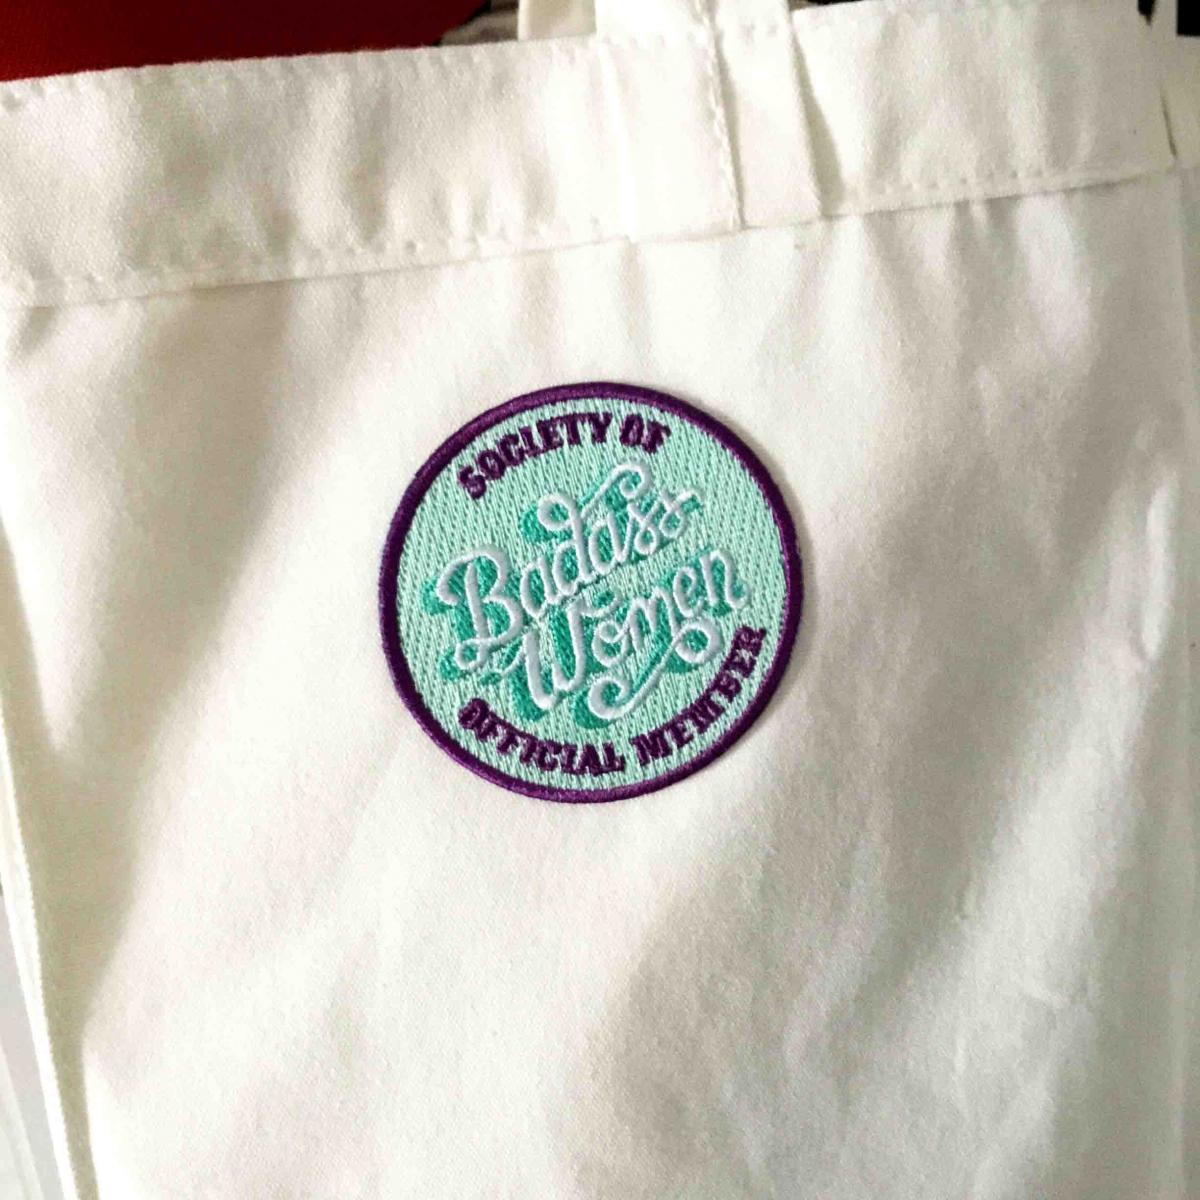 SOCIETY OF
Badass
Women
OFFICIAL MEMBER